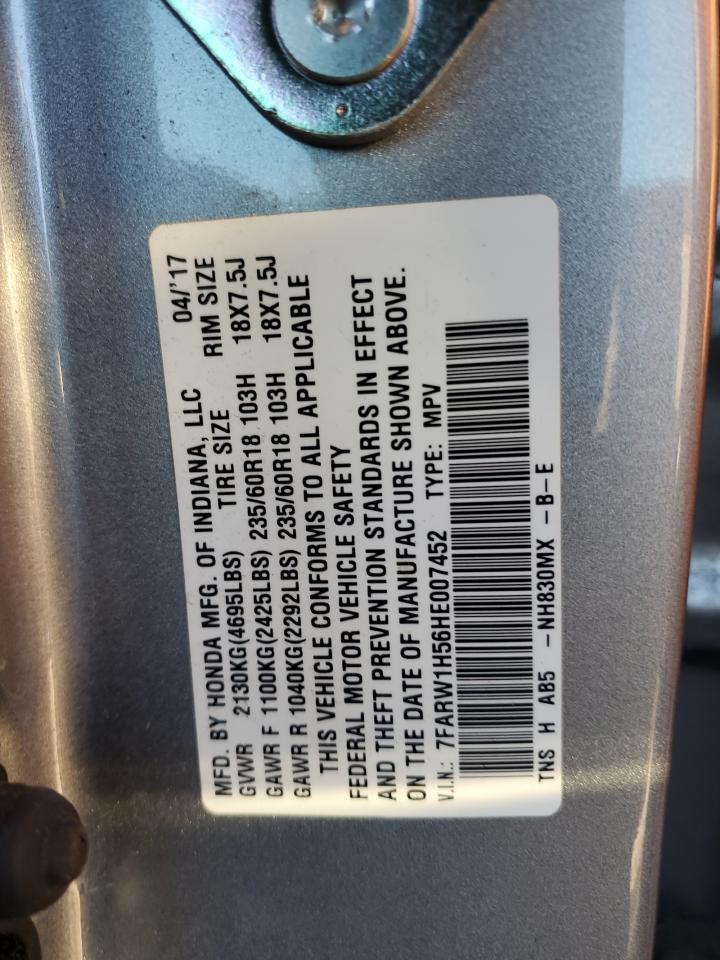 MFD. BY HONDA MFG. OF INDIANA, LLC 04/'17
GVWR 2130KG(4695LBS) TIRE SIZE RIM SIZE
GAWR F 1100KG(2425LBS) 235/60R18 103H 18X7.5J
GAWR R 1040KG(2292LBS) 235/60R18 103H 18X7.5J
THIS VEHICLE CONFORMS TO ALL APPLICABLE
FEDERAL MOTOR VEHICLE SAFETY
AND THEFT PREVENTION STANDARDS IN EFFECT
ON THE DATE OF MANUFACTURE SHOWN ABOVE.
V.I.N.: 7FARW1H56HE007452 TYPE: MPV
TNS H AB5 -NH830MX -B-E